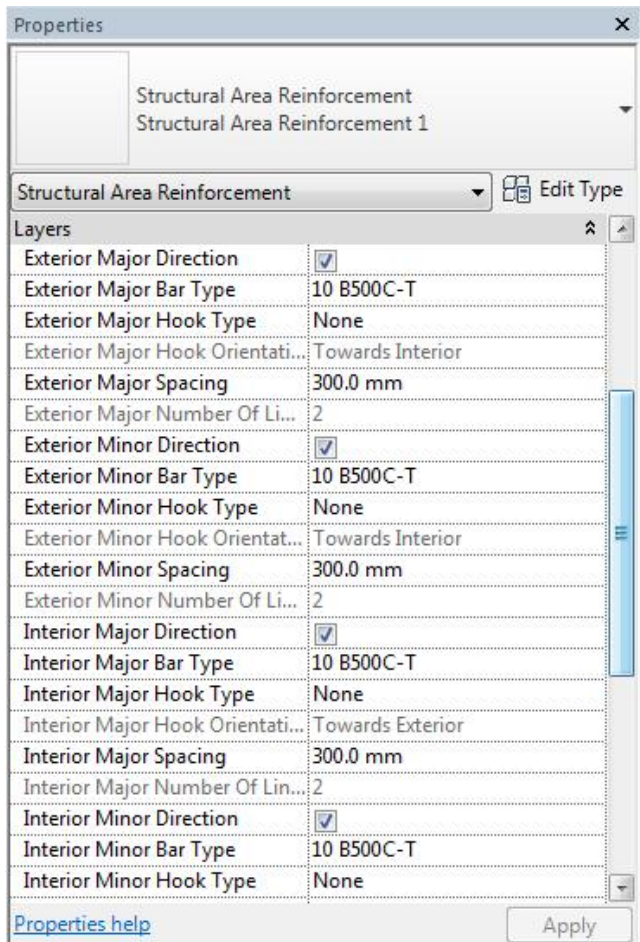 Properties
Structural Area Reinforcement
Structural Area Reinforcement 1
Structural Area Reinforcement Edit Type
Layers
Exterior Major Direction
Exterior Major Bar Type 10 B500C-T
Exterior Major Hook Type None
Exterior Major Hook Orientati... Towards Interior
Exterior Major Spacing 300.0 mm
Exterior Major Number Of Li... 2
Exterior Minor Direction
Exterior Minor Bar Type 10 B500C-T
Exterior Minor Hook Type None
Exterior Minor Hook Orientat... Towards Interior
Exterior Minor Spacing 300.0 mm
Exterior Minor Number Of Li... 2
Interior Major Direction
Interior Major Bar Type 10 B500C-T
Interior Major Hook Type None
Interior Major Hook Orientati... Towards Exterior
Interior Major Spacing 300.0 mm
Interior Major Number Of Lin... 2
Interior Minor Direction
Interior Minor Bar Type 10 B500C-T
Interior Minor Hook Type None
Properties help Apply